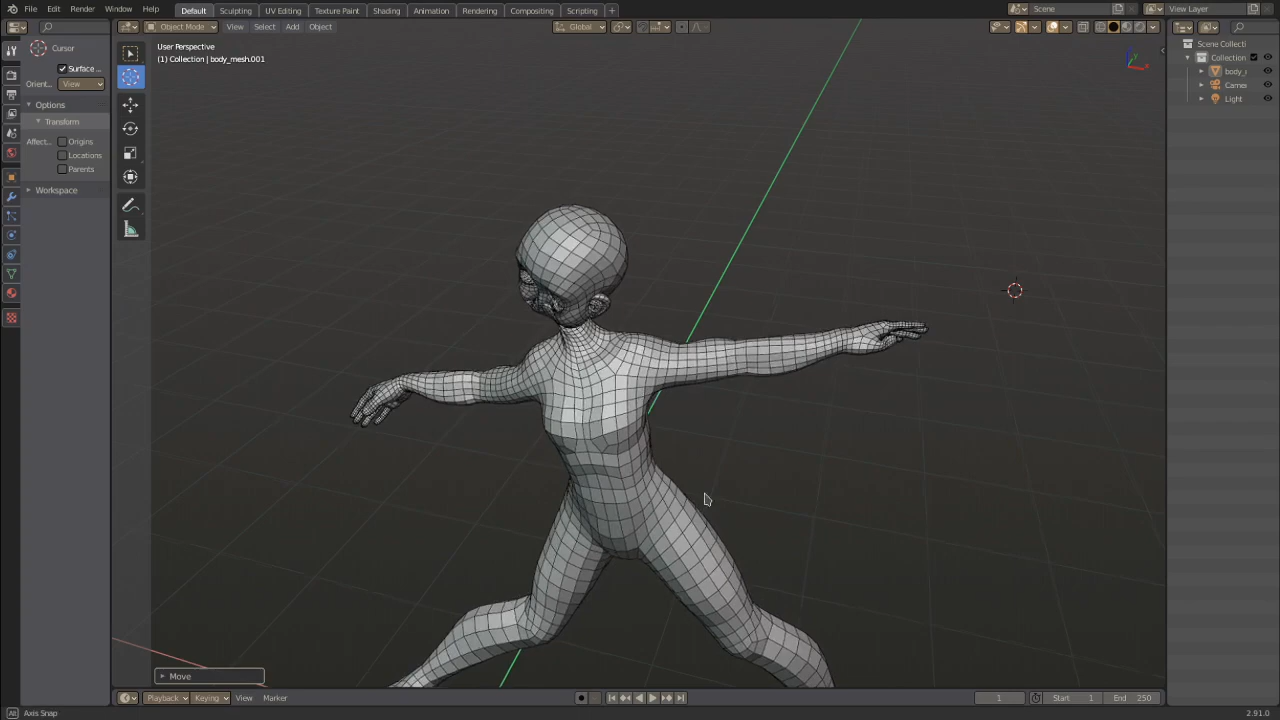 File Edit Render Window Help Default Sculpting UV Editing Texture Paint Shading Animation Rendering Compositing Scripting + Scene View Layer
Object Mode View Select Add Object Global
Cursor
Surface ...
Orient... View
Options
Transform
Affect... Origins
Locations
Parents
Workspace
User Perspective
(1) Collection | body_mesh.001
Scene Collecti
Collection
body_
Came
Light
Move
Playback Keying View Marker 1 Start 1 End 250
Axis Snap 2.91.0